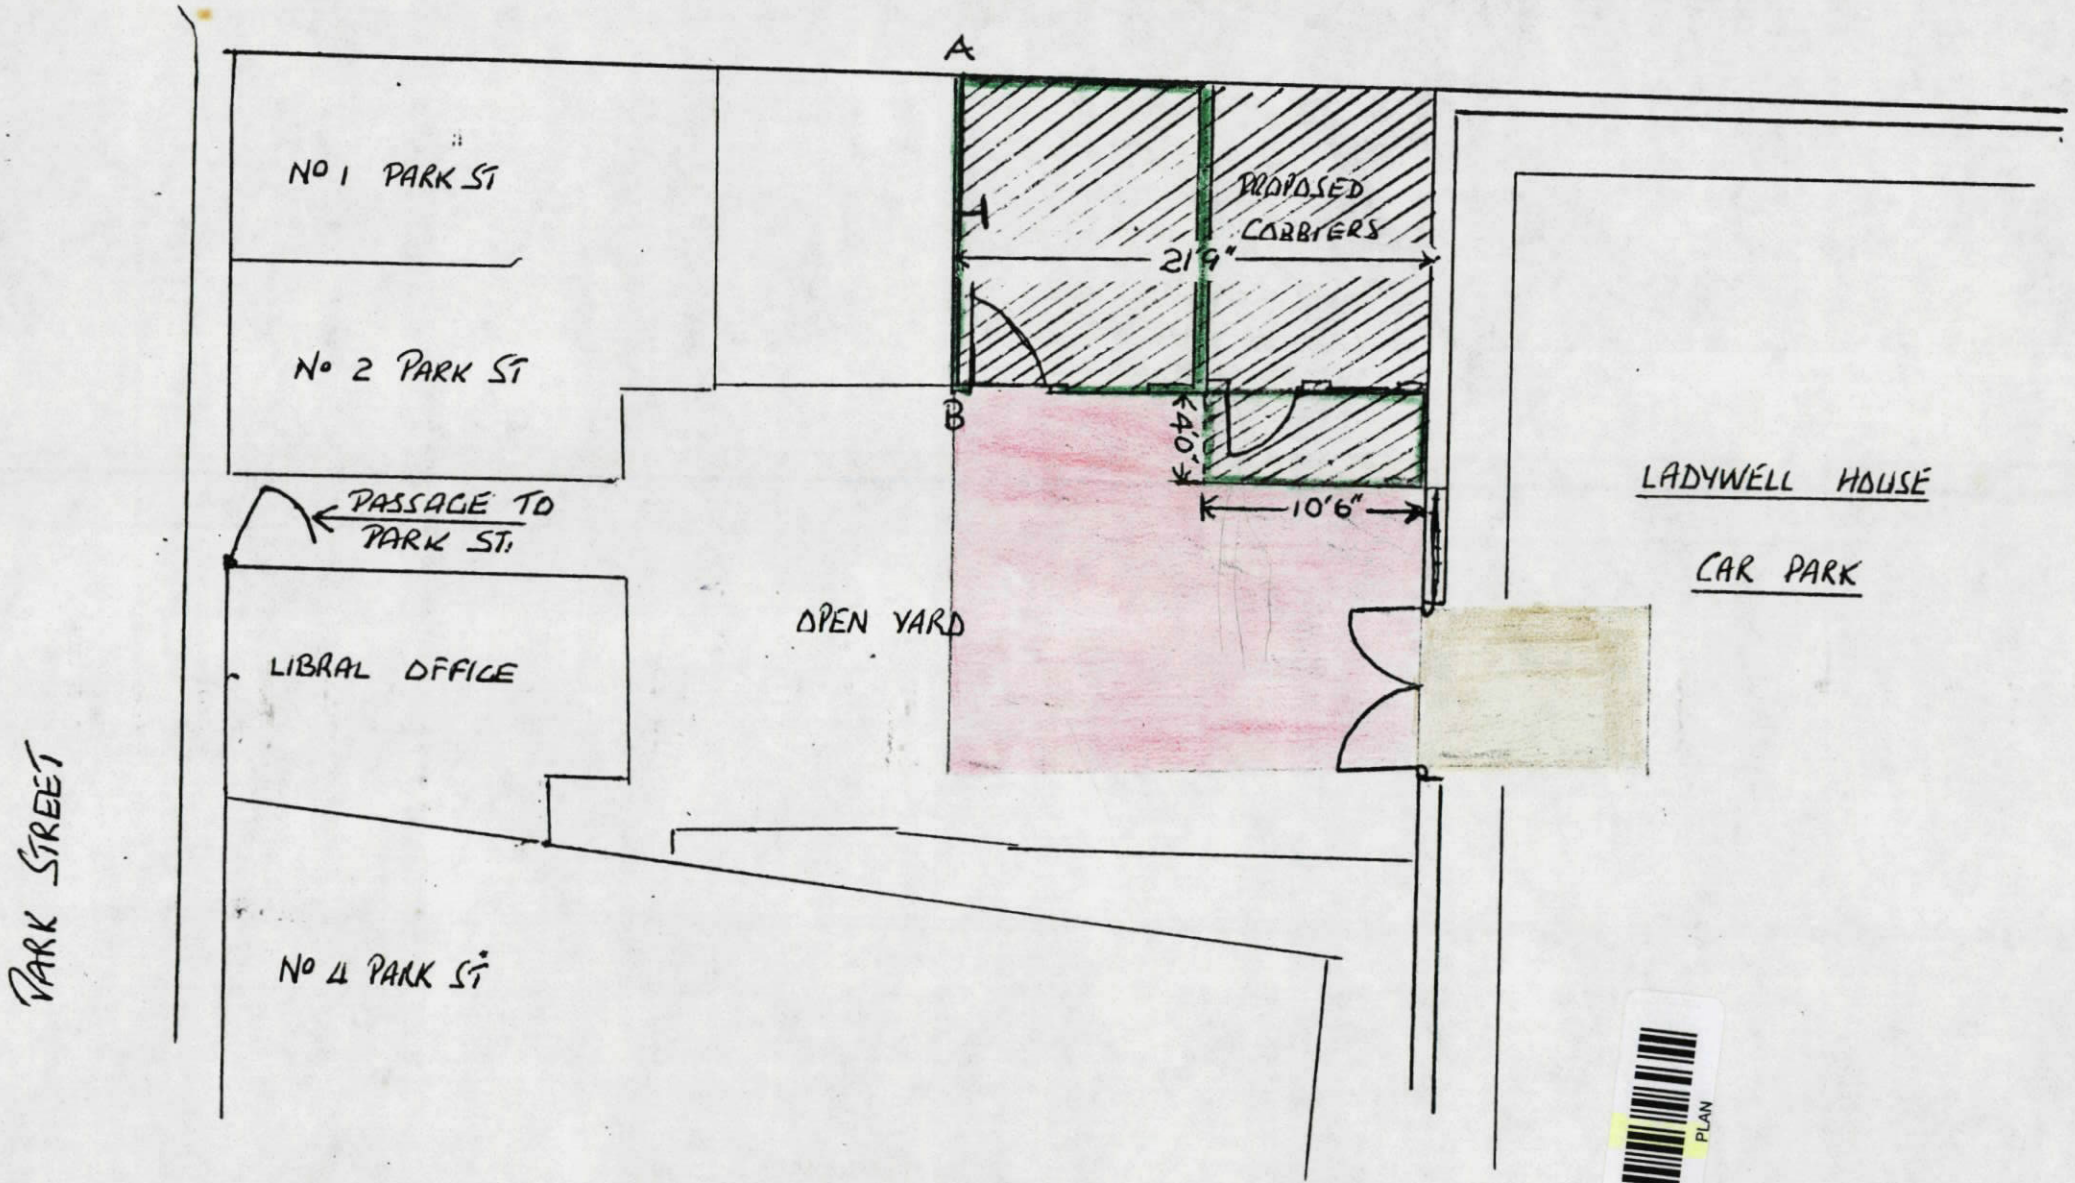 A
No 1 PARK ST
PROPOSED
COBBLERS
21'9"
No 2 PARK ST
B
4'0"
PASSAGE TO
PARK ST.
10'6"
LADYWELL HOUSE
CAR PARK
OPEN YARD
LIBRAL OFFICE
PARK STREET
No 4 PARK ST
PLAN